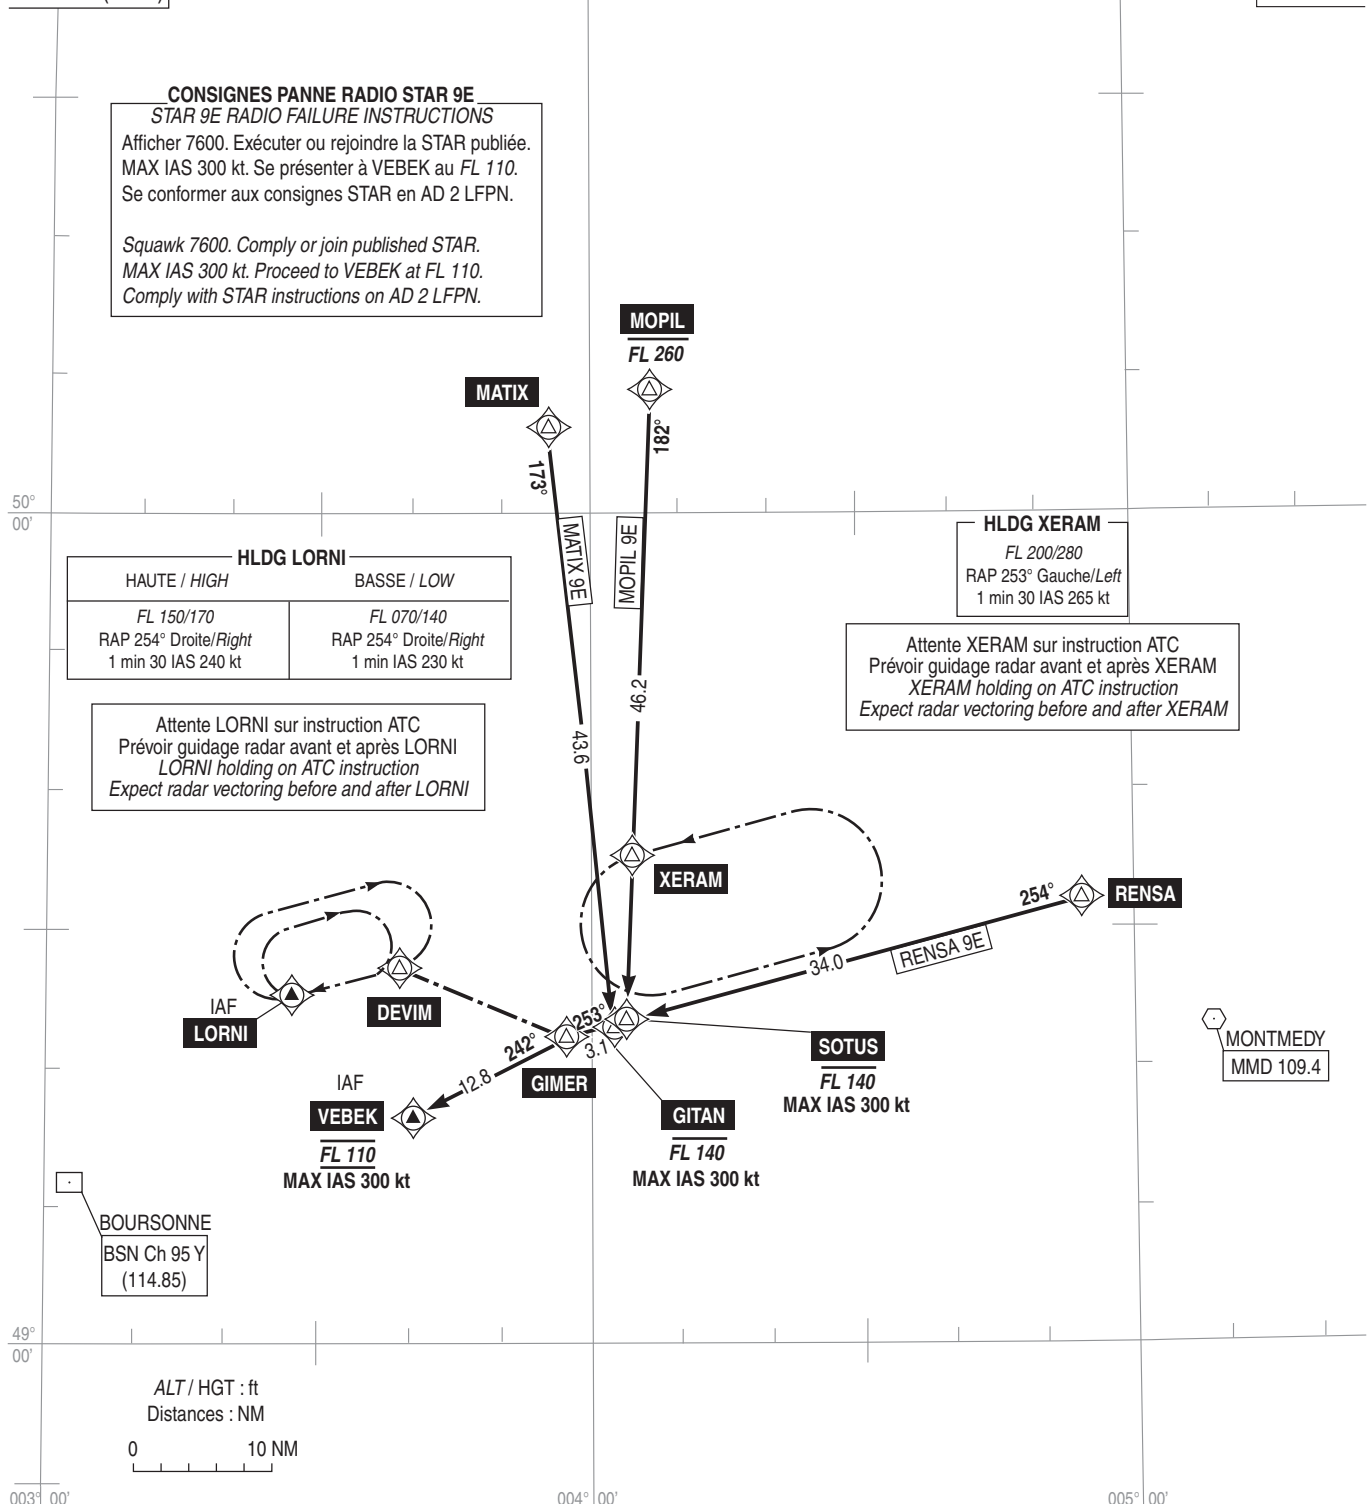 CONSIGNES PANNE RADIO STAR 9E
STAR 9E RADIO FAILURE INSTRUCTIONS
Afficher 7600. Exécuter ou rejoindre la STAR publiée.
MAX IAS 300 kt. Se présenter à VEBEK au FL 110.
Se conformer aux consignes STAR en AD 2 LFPN.
Squawk 7600. Comply or join published STAR.
MAX IAS 300 kt. Proceed to VEBEK at FL 110.
Comply with STAR instructions on AD 2 LFPN.
MOPIL
FL 260
MATIX
182°
173°
50°
00'
MATIX 9E
MOPIL 9E
HLDG XERAM
FL 200/280
RAP 253° Gauche/Left
1 min 30 IAS 265 kt
HLDG LORNI
HAUTE / HIGH
BASSE / LOW
FL 150/170
RAP 254° Droite/Right
1 min 30 IAS 240 kt
FL 070/140
RAP 254° Droite/Right
1 min IAS 230 kt
Attente XERAM sur instruction ATC
Prévoir guidage radar avant et après XERAM
XERAM holding on ATC instruction
Expect radar vectoring before and after XERAM
Attente LORNI sur instruction ATC
Prévoir guidage radar avant et après LORNI
LORNI holding on ATC instruction
Expect radar vectoring before and after LORNI
46.2
43.6
XERAM
254°
RENSA
RENSA 9E
34.0
IAF
LORNI
DEVIM
253°
242°
3.1
12.8
GIMER
SOTUS
FL 140
MAX IAS 300 kt
MONTMEDY
MMD 109.4
IAF
VEBEK
FL 110
MAX IAS 300 kt
GITAN
FL 140
MAX IAS 300 kt
BOURSONNE
BSN Ch 95 Y
(114.85)
49°
00'
ALT / HGT : ft
Distances : NM
0
10 NM
003° 00'
004° 00'
005° 00'